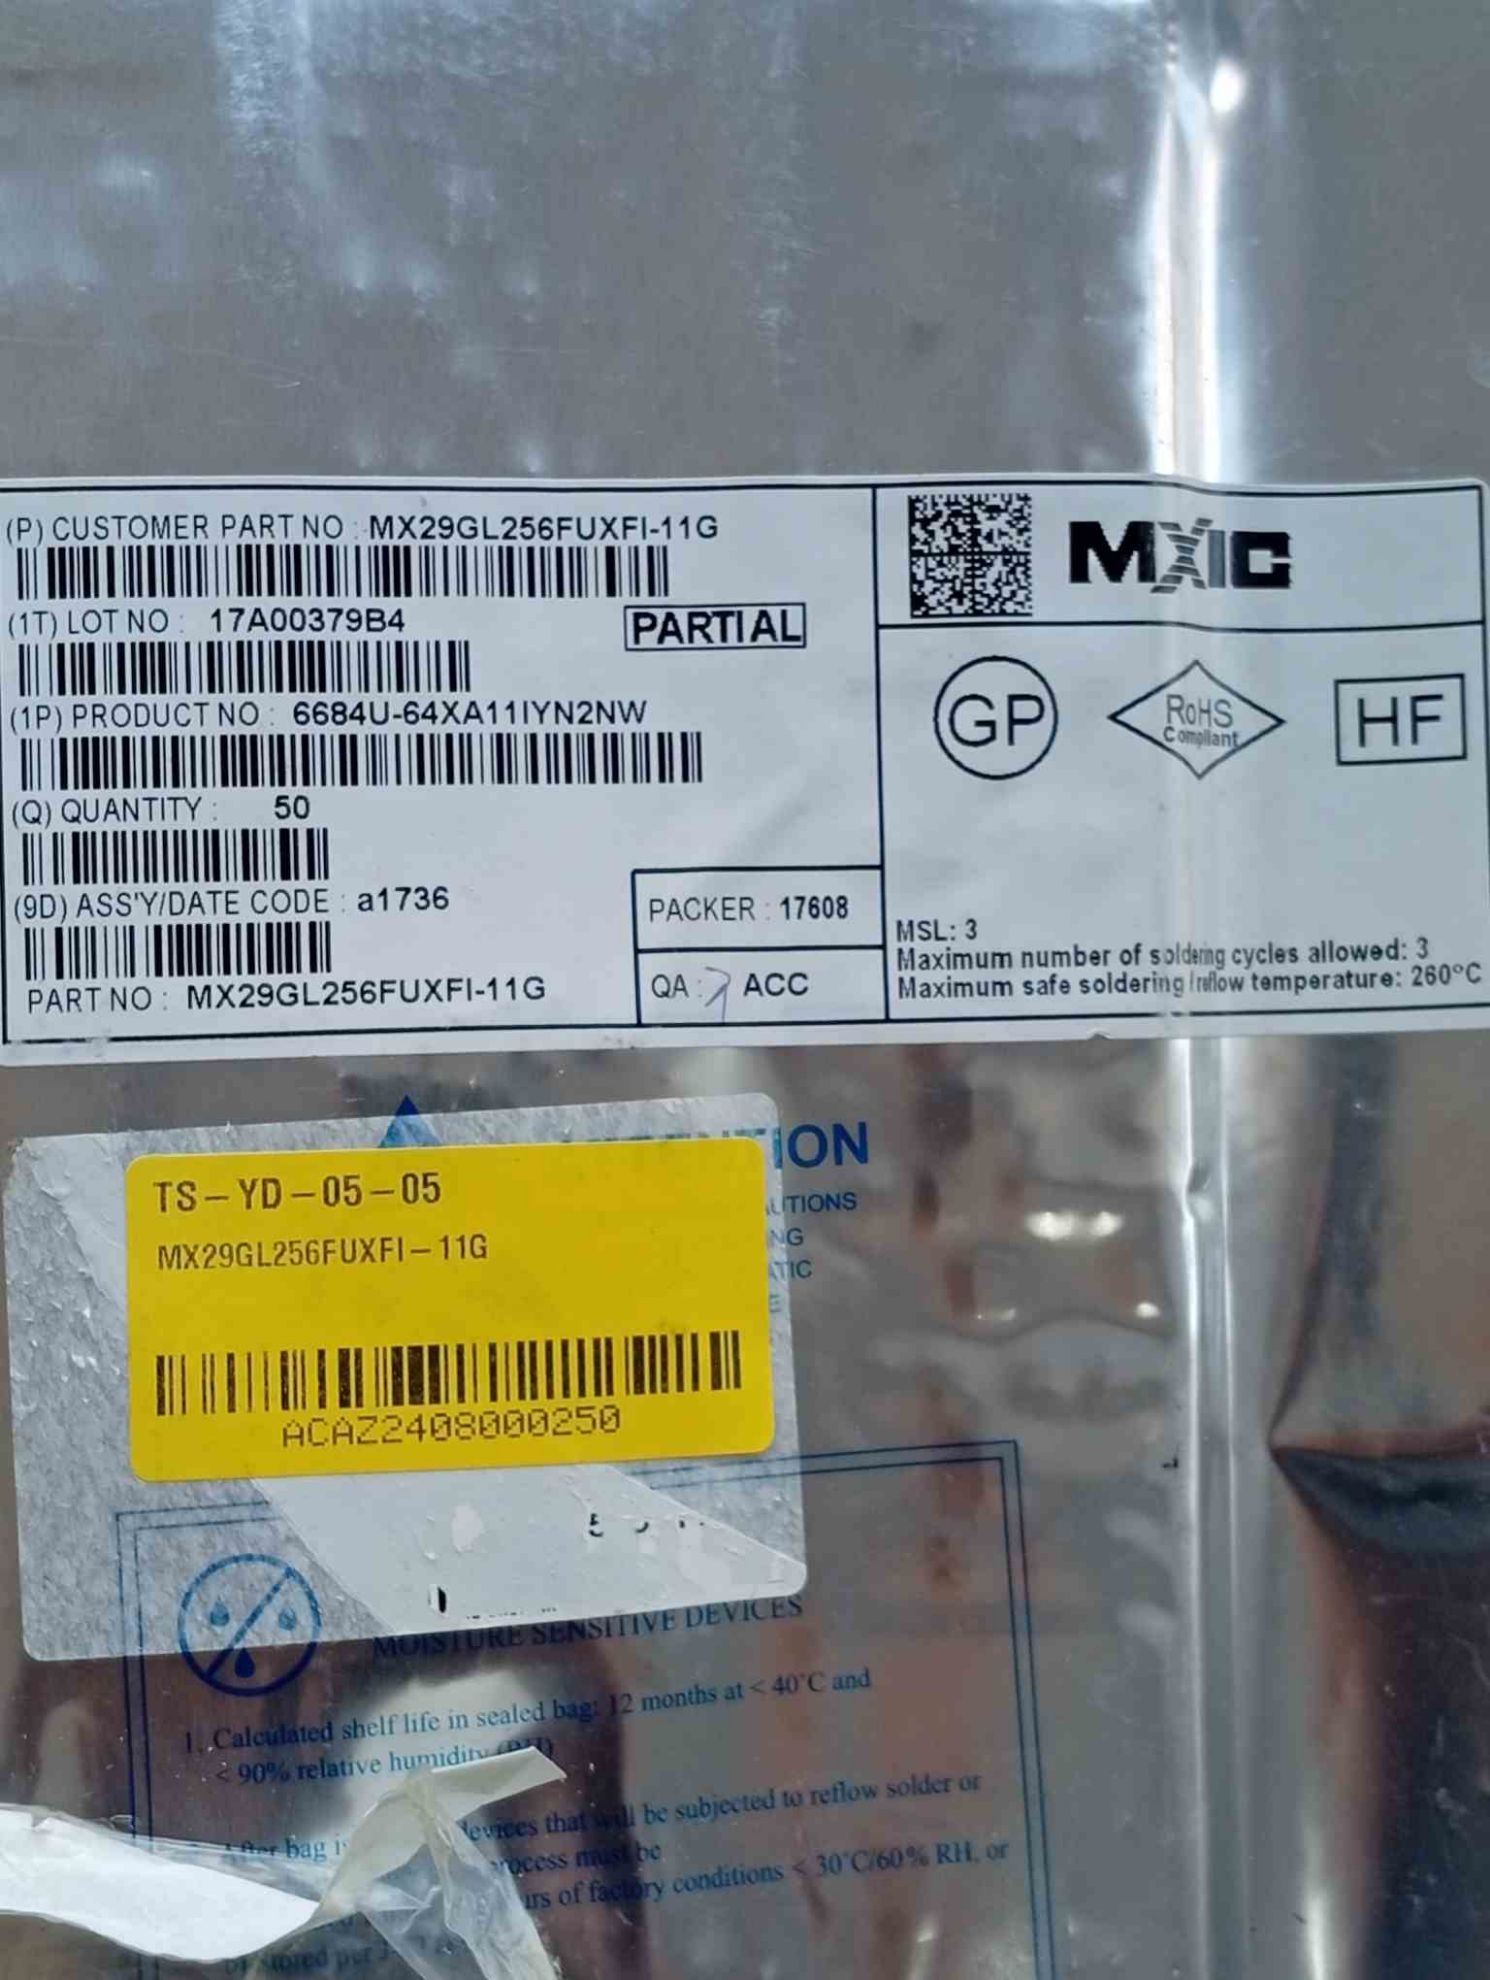 (P) CUSTOMER PART NO : MX29GL256FUXFI-11G
(1T) LOT NO : 17A00379B4
PARTIAL
(1P) PRODUCT NO : 6684U-64XA11IYN2NW
(Q) QUANTITY : 50
(9D) ASS'Y/DATE CODE : a1736
PART NO : MX29GL256FUXFI-11G
PACKER : 17608
QA : ACC
MXIC
GP
RoHS
Compliant
HF
MSL: 3
Maximum number of soldering cycles allowed: 3
Maximum safe soldering/reflow temperature: 260°C
TS-YD-05-05
MX29GL256FUXFI-11G
ACAZ2408000250
MOISTURE SENSITIVE DEVICES
1. Calculated shelf life in sealed bag: 12 months at < 40°C and
< 90% relative humidity (RH)
bag devices that will be subjected to reflow solder or
process must be
of factory conditions < 30°C/60% RH, or
stored per